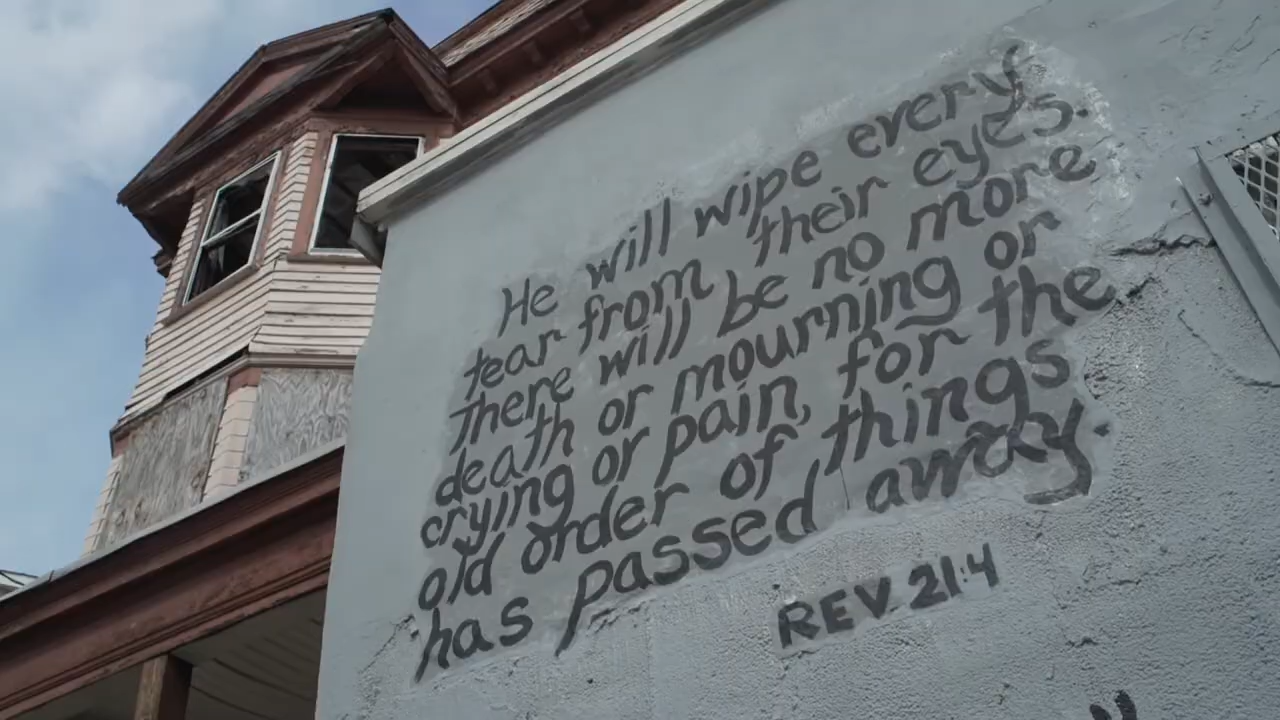 He will wipe every
tear from their eyes.
There will be no more
death or mourning or
crying or pain, for the
old order of things
has passed away.
REV 21:4